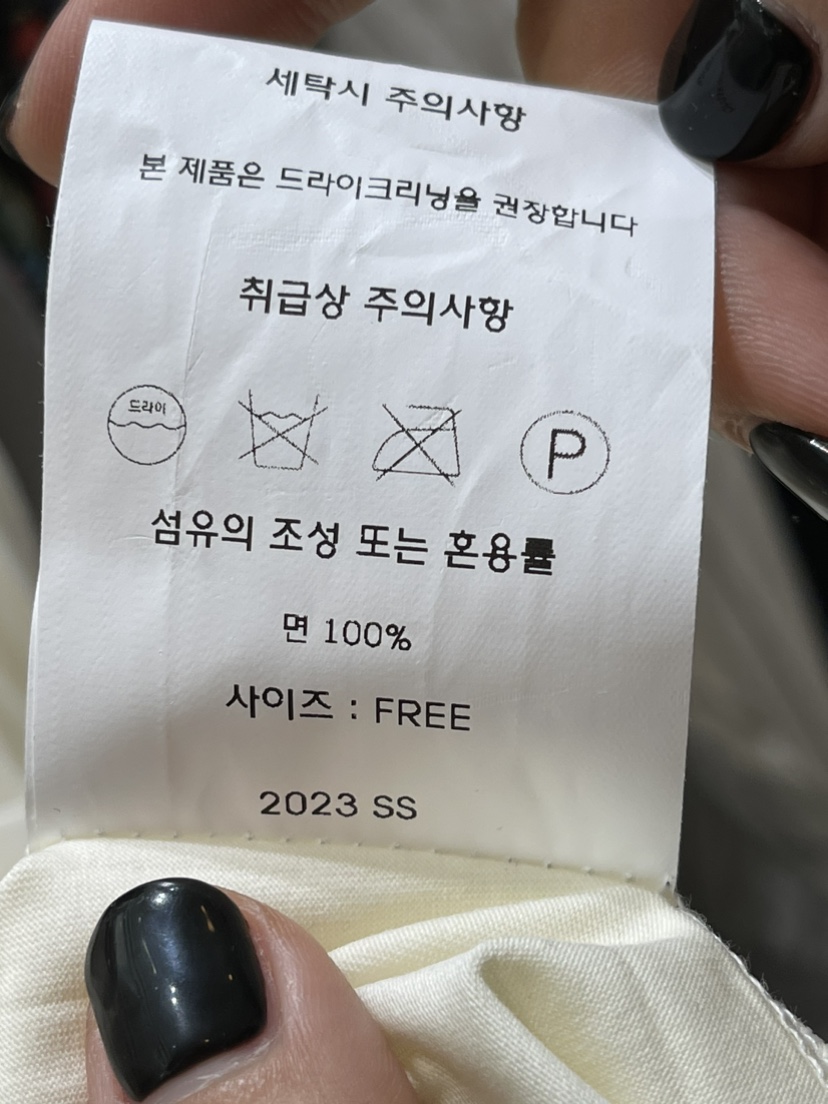 세탁시 주의사항
본 제품은 드라이크리닝을 권장합니다
취급상 주의사항
드라이
P
섬유의 조성 또는 혼용률
면 100%
사이즈 : FREE
2023 SS